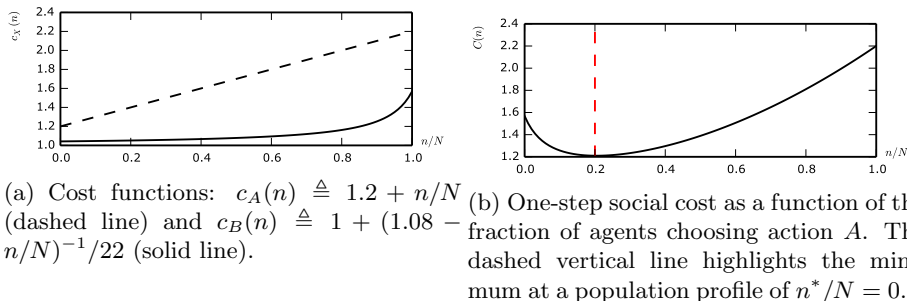 2.4
2.2
2.0
1.8
1.6
1.4
1.2
1.0
c_X(n)
0.0 0.2 0.4 0.6 0.8 1.0
n/N
2.4
2.2
2.0
1.8
1.6
1.4
1.2
C(n)
0.0 0.2 0.4 0.6 0.8 1.0
n/N
(a) Cost functions: c_A(n) ≜ 1.2 + n/N
(dashed line) and c_B(n) ≜ 1 + (1.08 −
n/N)^{−1}/22 (solid line).
(b) One-step social cost as a function of th
fraction of agents choosing action A. Th
dashed vertical line highlights the min
mum at a population profile of n*/N = 0.